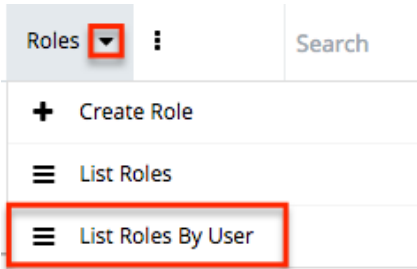 Roles
Search
Create Role
List Roles
List Roles By User